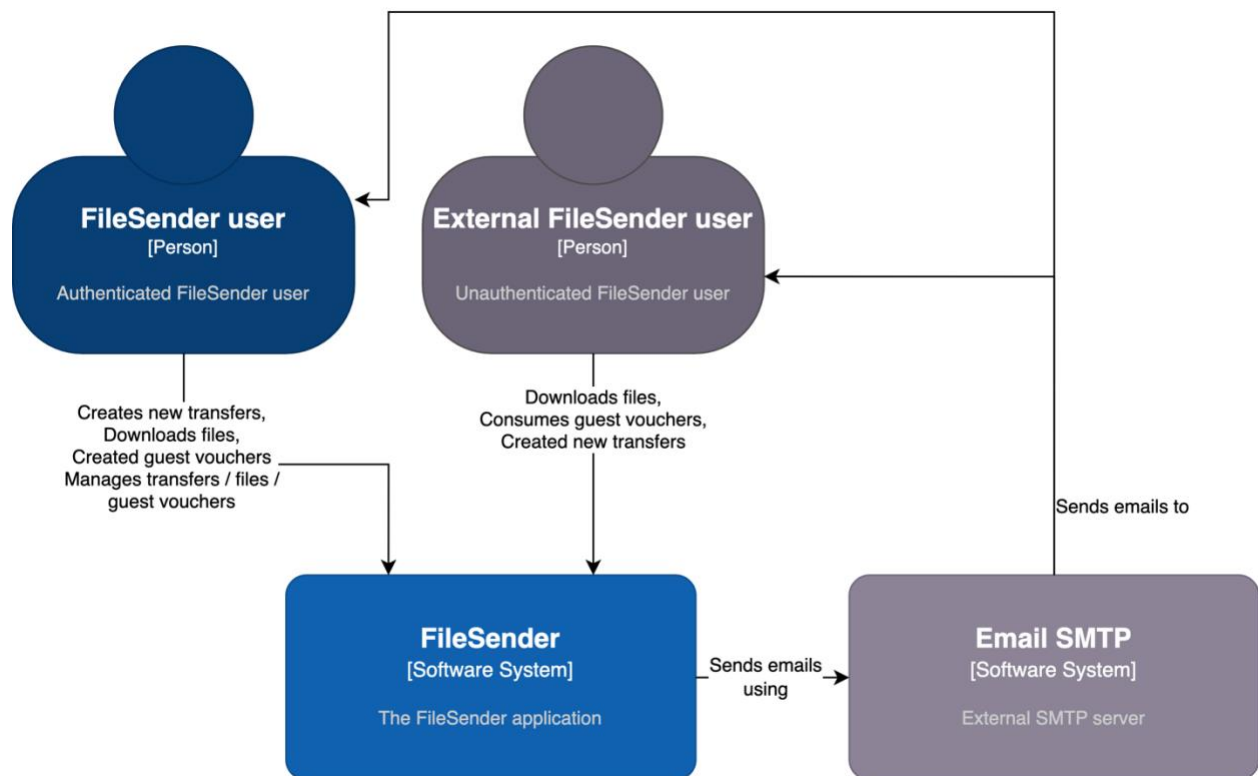 FileSender user
[Person]
Authenticated FileSender user
External FileSender user
[Person]
Unauthenticated FileSender user
Creates new transfers,
Downloads files,
Created guest vouchers
Manages transfers / files /
guest vouchers
Downloads files,
Consumes guest vouchers,
Created new transfers
Sends emails to
FileSender
[Software System]
The FileSender application
Sends emails
using
Email SMTP
[Software System]
External SMTP server